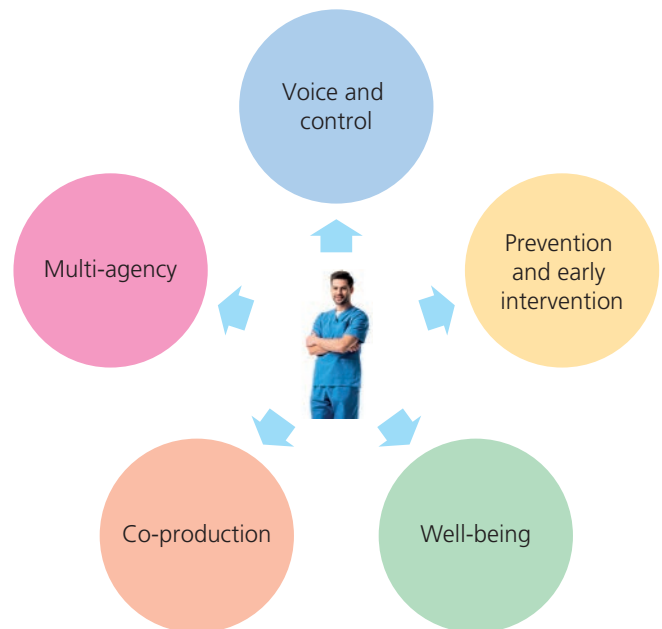 Voice and
control
Prevention
and early
intervention
Multi-agency
Co-production
Well-being